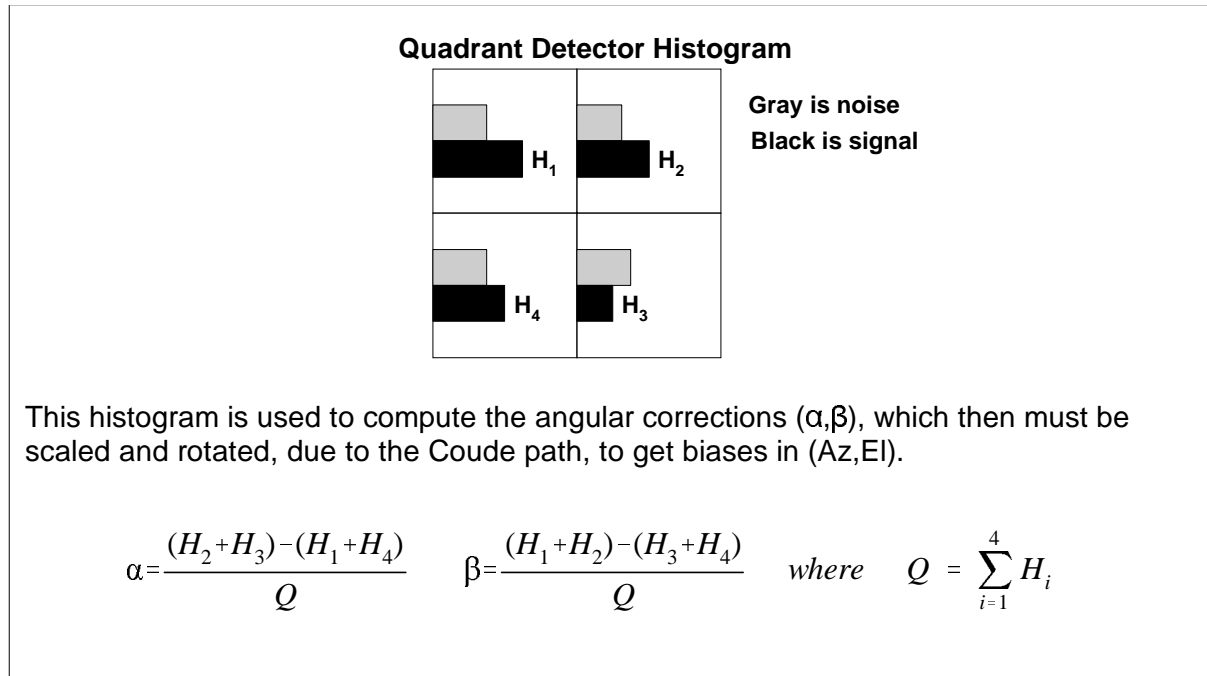 Quadrant Detector Histogram
Gray is noise
Black is signal
H₁ H₂
H₄ H₃
This histogram is used to compute the angular corrections (α,β), which then must be
scaled and rotated, due to the Coude path, to get biases in (Az,El).
α=((H₂+H₃)−(H₁+H₄))/Q β=((H₁+H₂)−(H₃+H₄))/Q where Q = ∑_{i=1}^{4} H_i